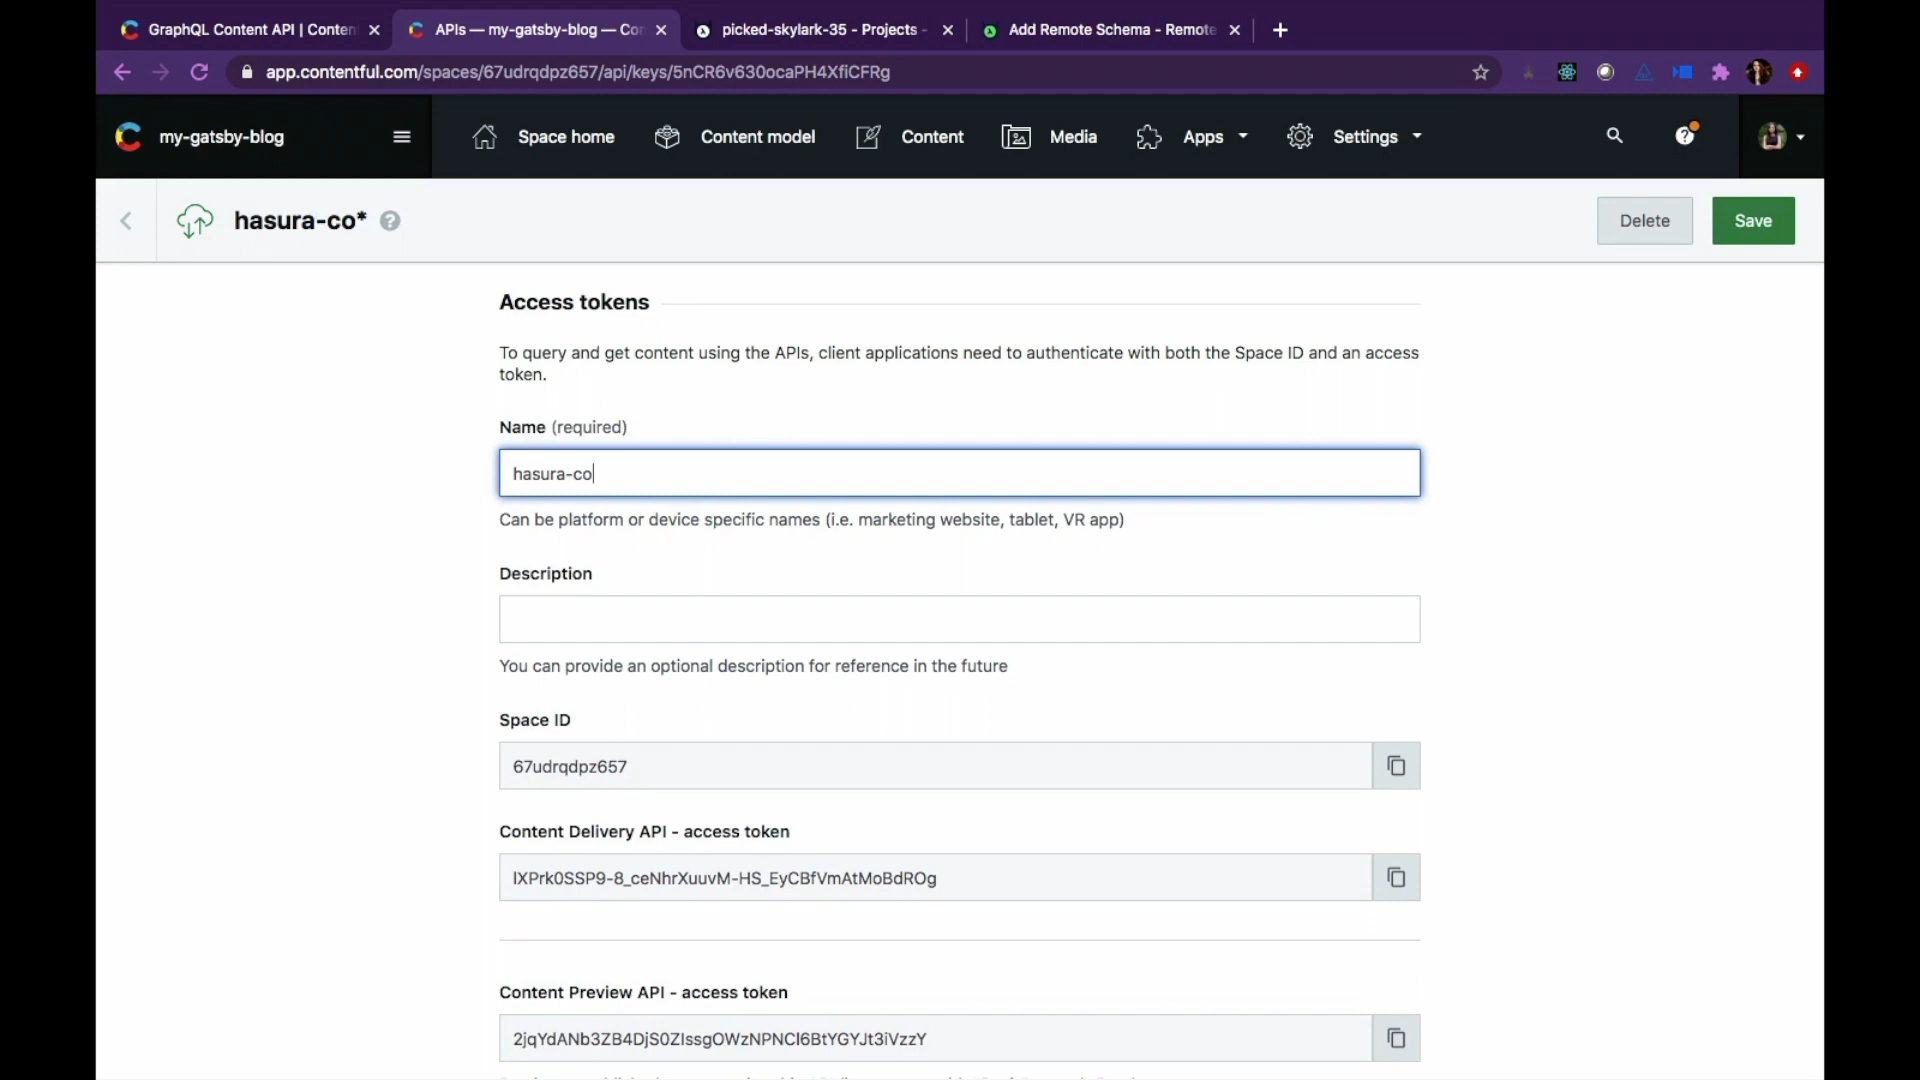 GraphQL Content API | Conten
APIs — my-gatsby-blog — Con
picked-skylark-35 - Projects -
Add Remote Schema - Remote
app.contentful.com/spaces/67udrqdpz657/api/keys/5nCR6v630ocaPH4XfiCFRg
my-gatsby-blog
Space home
Content model
Content
Media
Apps
Settings
hasura-co*
Delete
Save
Access tokens
To query and get content using the APIs, client applications need to authenticate with both the Space ID and an access
token.
Name (required)
hasura-co
Can be platform or device specific names (i.e. marketing website, tablet, VR app)
Description
You can provide an optional description for reference in the future
Space ID
67udrqdpz657
Content Delivery API - access token
IXPrk0SSP9-8_ceNhrXuuvM-HS_EyCBfVmAtMoBdROg
Content Preview API - access token
2jqYdANb3ZB4DjS0ZIssgOWzNPNCl6BtYGYJt3iVzzY